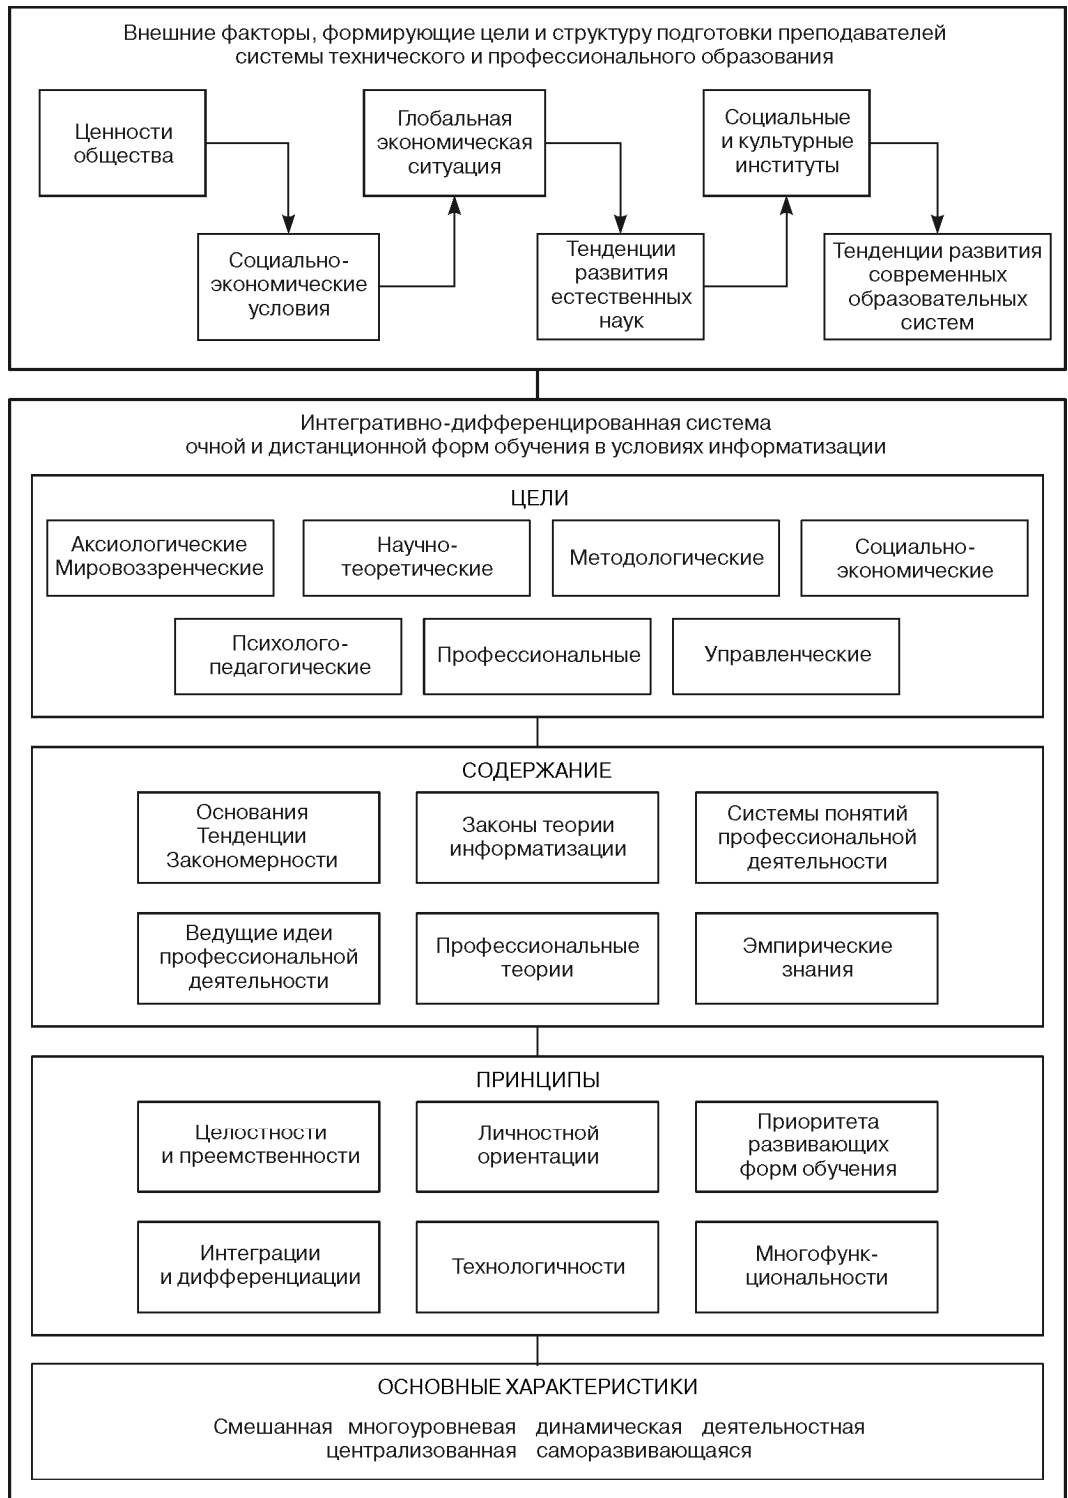 Внешние факторы, формирующие цели и структуру подготовки преподавателей
системы технического и профессионального образования
Ценности
общества
Глобальная
экономическая
ситуация
Социальные
и культурные
институты
Социально-
экономические
условия
Тенденции
развития
естественных
наук
Тенденции развития
современных
образовательных
систем
Интегративно-дифференцированная система
очной и дистанционной форм обучения в условиях информатизации
ЦЕЛИ
Аксиологические
Мировоззренческие
Научно-
теоретические
Методологические
Социально-
экономические
Психолого-
педагогические
Профессиональные
Управленческие
СОДЕРЖАНИЕ
Основания
Тенденции
Закономерности
Законы теории
информатизации
Системы понятий
профессиональной
деятельности
Ведущие идеи
профессиональной
деятельности
Профессиональные
теории
Эмпирические
знания
ПРИНЦИПЫ
Целостности
и преемственности
Личностной
ориентации
Приоритета
развивающих
форм обучения
Интеграции
и дифференциации
Технологичности
Многофунк-
циональности
ОСНОВНЫЕ ХАРАКТЕРИСТИКИ
Смешанная многоуровневая динамическая деятельностная
централизованная саморазвивающаяся